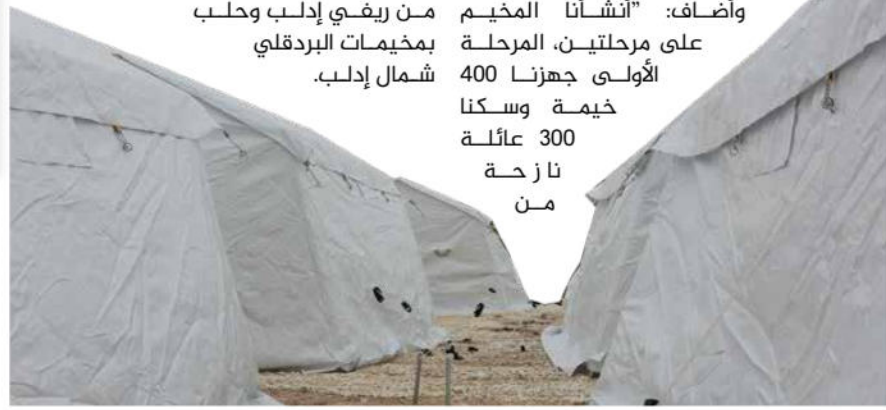 وأضاف: "أنشأنا المخيم
على مرحلتين، المرحلة
الأولى جهزنا 400
خيمة وسكنا
300 عائلة
نازحة
من
من ريفي إدلب وحلب
بمخيمات البردقلي
شمال إدلب.